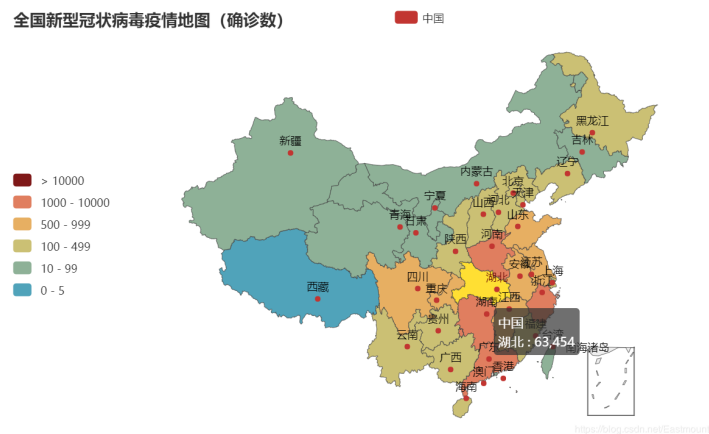 全国新型冠状病毒疫情地图（确诊数）
中国
> 10000
1000 - 10000
500 - 999
100 - 499
10 - 99
0 - 5
黑龙江
吉林
辽宁
新疆
内蒙古
北京
天津
宁夏
山西
河北
青海
甘肃
山东
陕西
河南
西藏
四川
重庆
湖北
安徽
江苏
上海
浙江
湖南
江西
贵州
云南
福建
台湾
广西
广东
南海诸岛
澳门
香港
海南
中国
湖北 : 63,454
https://blog.csdn.net/Eastmount